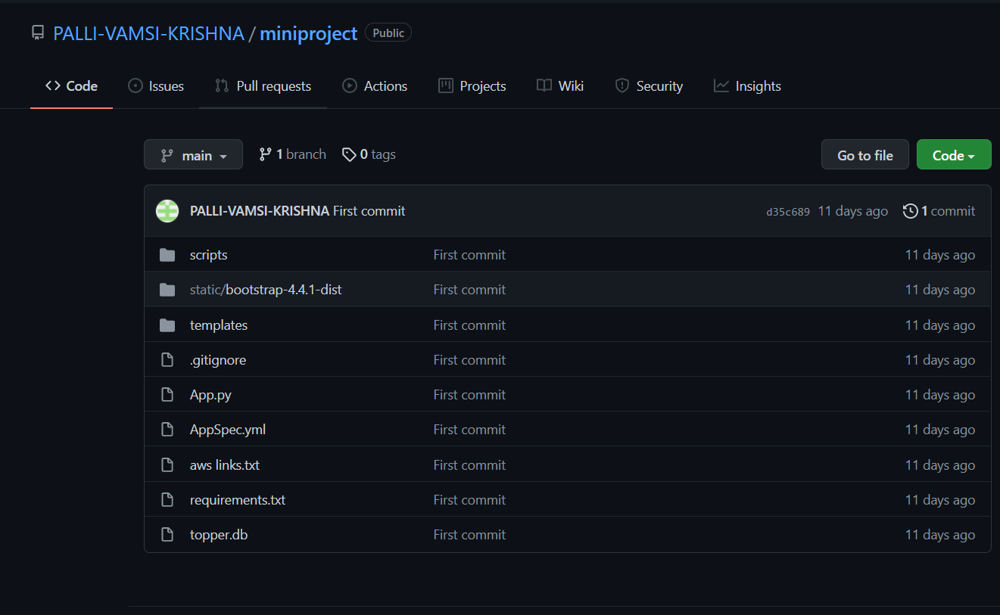 PALLI-VAMSI-KRISHNA / miniproject Public
Code Issues Pull requests Actions Projects Wiki Security Insights
main 1 branch 0 tags Go to file Code
PALLI-VAMSI-KRISHNA First commit d35c689 11 days ago 1 commit
scripts First commit 11 days ago
static/bootstrap-4.4.1-dist First commit 11 days ago
templates First commit 11 days ago
.gitignore First commit 11 days ago
App.py First commit 11 days ago
AppSpec.yml First commit 11 days ago
aws links.txt First commit 11 days ago
requirements.txt First commit 11 days ago
topper.db First commit 11 days ago